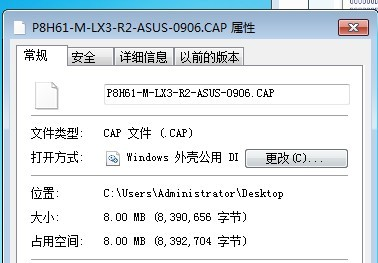 P8H61-M-LX3-R2-ASUS-0906.CAP 属性
常规 安全 详细信息 以前的版本
P8H61-M-LX3-R2-ASUS-0906.CAP
文件类型: CAP 文件 (.CAP)
打开方式: Windows 外壳公用 Dl 更改(C)...
位置: C:\Users\Administrator\Desktop
大小: 8.00 MB (8,390,656 字节)
占用空间: 8.00 MB (8,392,704 字节)